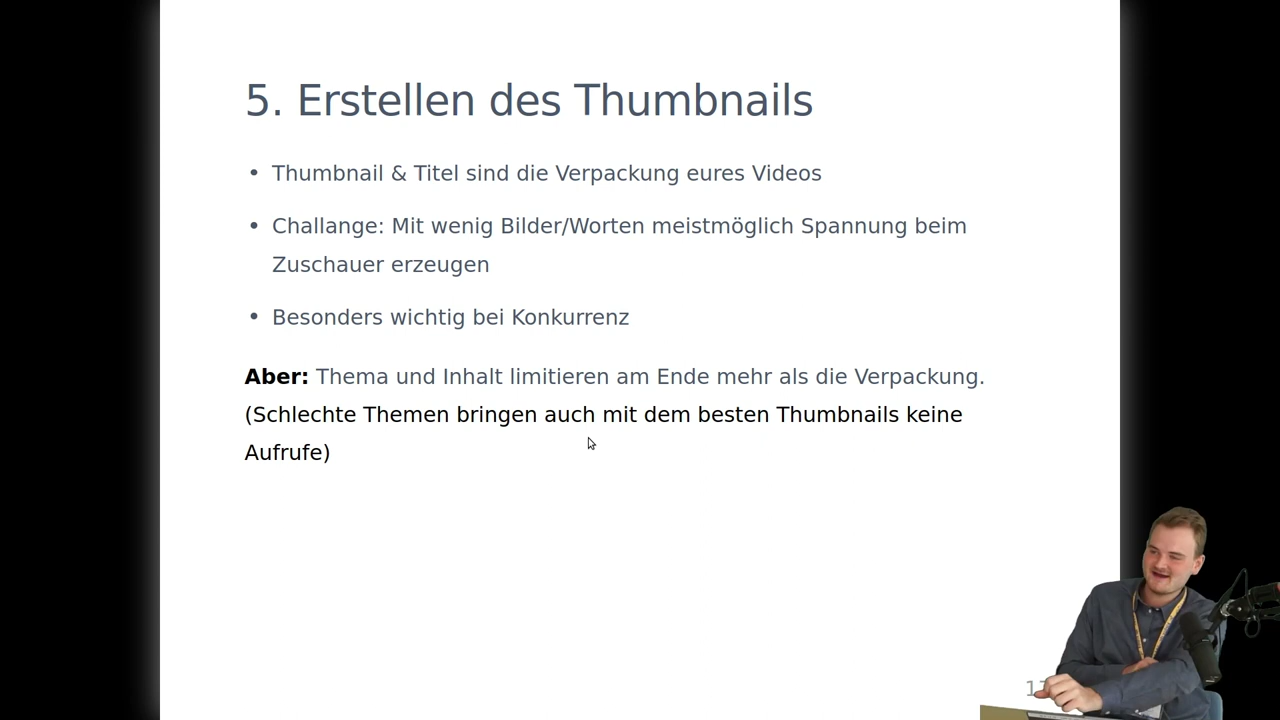 5. Erstellen des Thumbnails
• Thumbnail & Titel sind die Verpackung eures Videos
• Challange: Mit wenig Bilder/Worten meistmöglich Spannung beim
Zuschauer erzeugen
• Besonders wichtig bei Konkurrenz
Aber: Thema und Inhalt limitieren am Ende mehr als die Verpackung.
(Schlechte Themen bringen auch mit dem besten Thumbnails keine
Aufrufe)